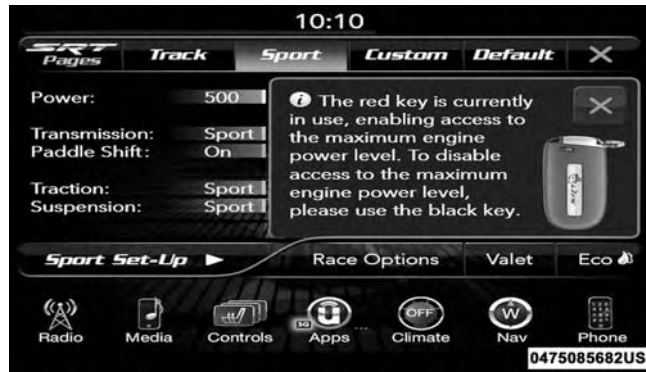 10:10
SRT Pages Track Sport Custom Default X
Power: 500
Transmission: Sport
Paddle Shift: On
Traction: Sport
Suspension: Sport
i The red key is currently
in use, enabling access to
the maximum engine
power level. To disable
access to the maximum
engine power level,
please use the black key.
X
Sport Set-Up Race Options Valet Eco
3G U OFF W
Radio Media Controls Apps ... Climate Nav Phone
0475085682US